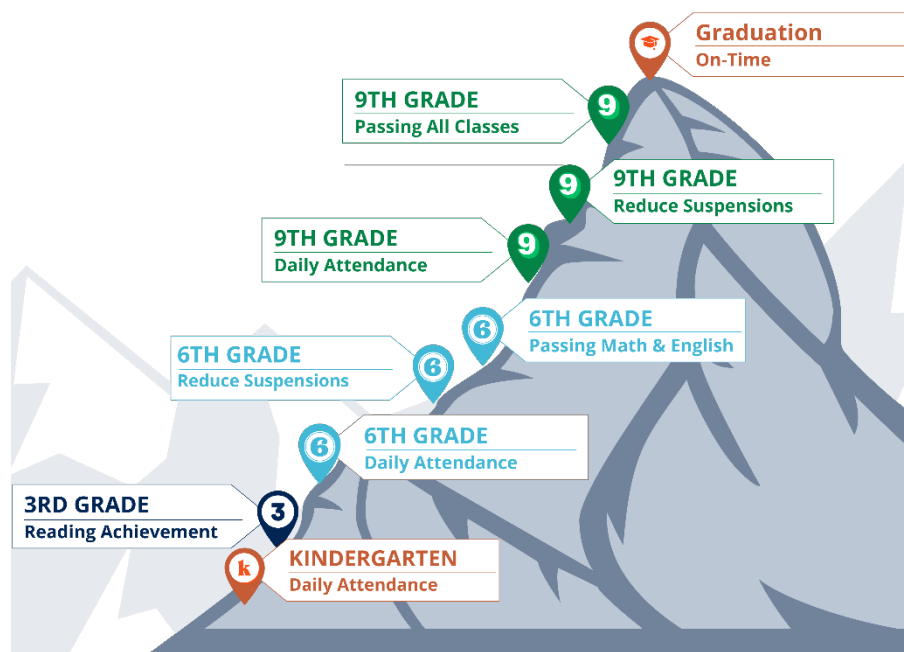 Graduation
On-Time
9TH GRADE
Passing All Classes
9
9
9TH GRADE
Reduce Suspensions
9TH GRADE
Daily Attendance
9
6
6TH GRADE
Passing Math & English
6TH GRADE
Reduce Suspensions
6
6
6TH GRADE
Daily Attendance
3RD GRADE
Reading Achievement
3
k
KINDERGARTEN
Daily Attendance